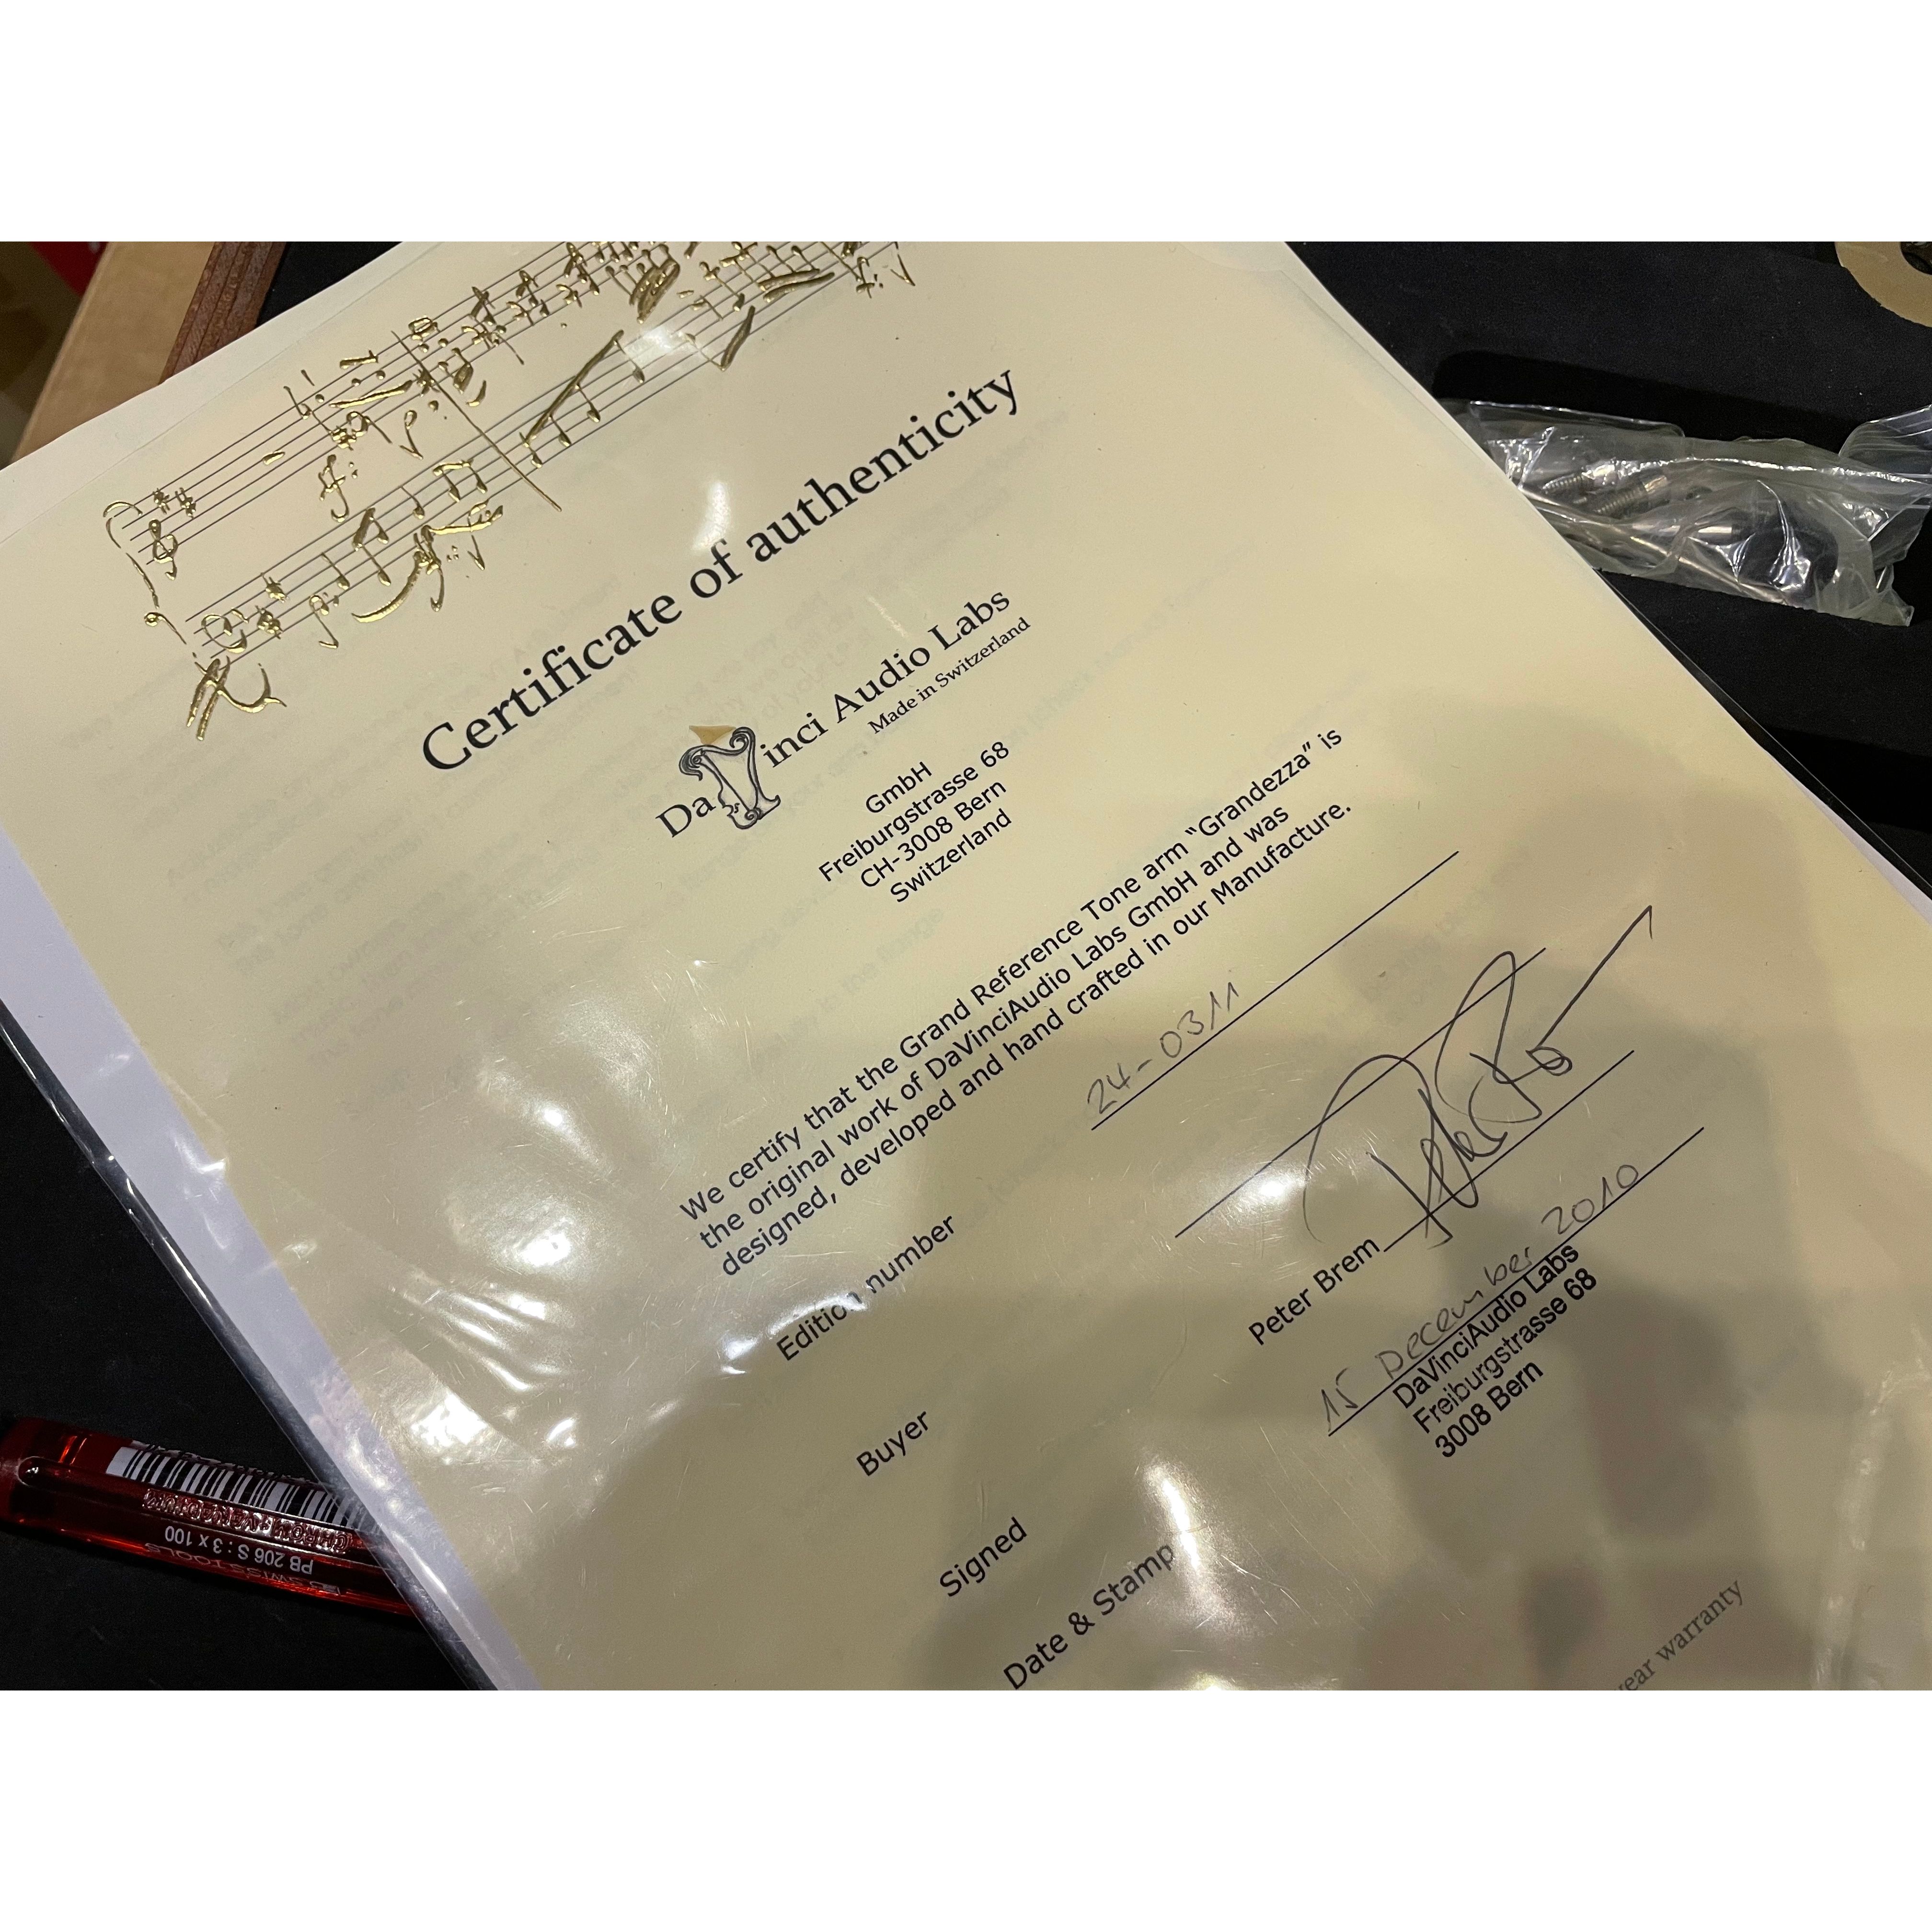 Certificate of authenticity
DaVinci Audio Labs
Made in Switzerland
GmbH
Freiburgstrasse 68
CH-3008 Bern
Switzerland
We certify that the Grand Reference Tone arm “Grandezza” is
the original work of DaVinciAudio Labs GmbH and was
designed, developed and hand crafted in our Manufacture.
Edition number 24-0311
Buyer
Signed Peter Brem
Date & Stamp 15 December 2010
DaVinciAudio Labs
Freiburgstrasse 68
3008 Bern
year warranty
PB 206 S : 3 x 100